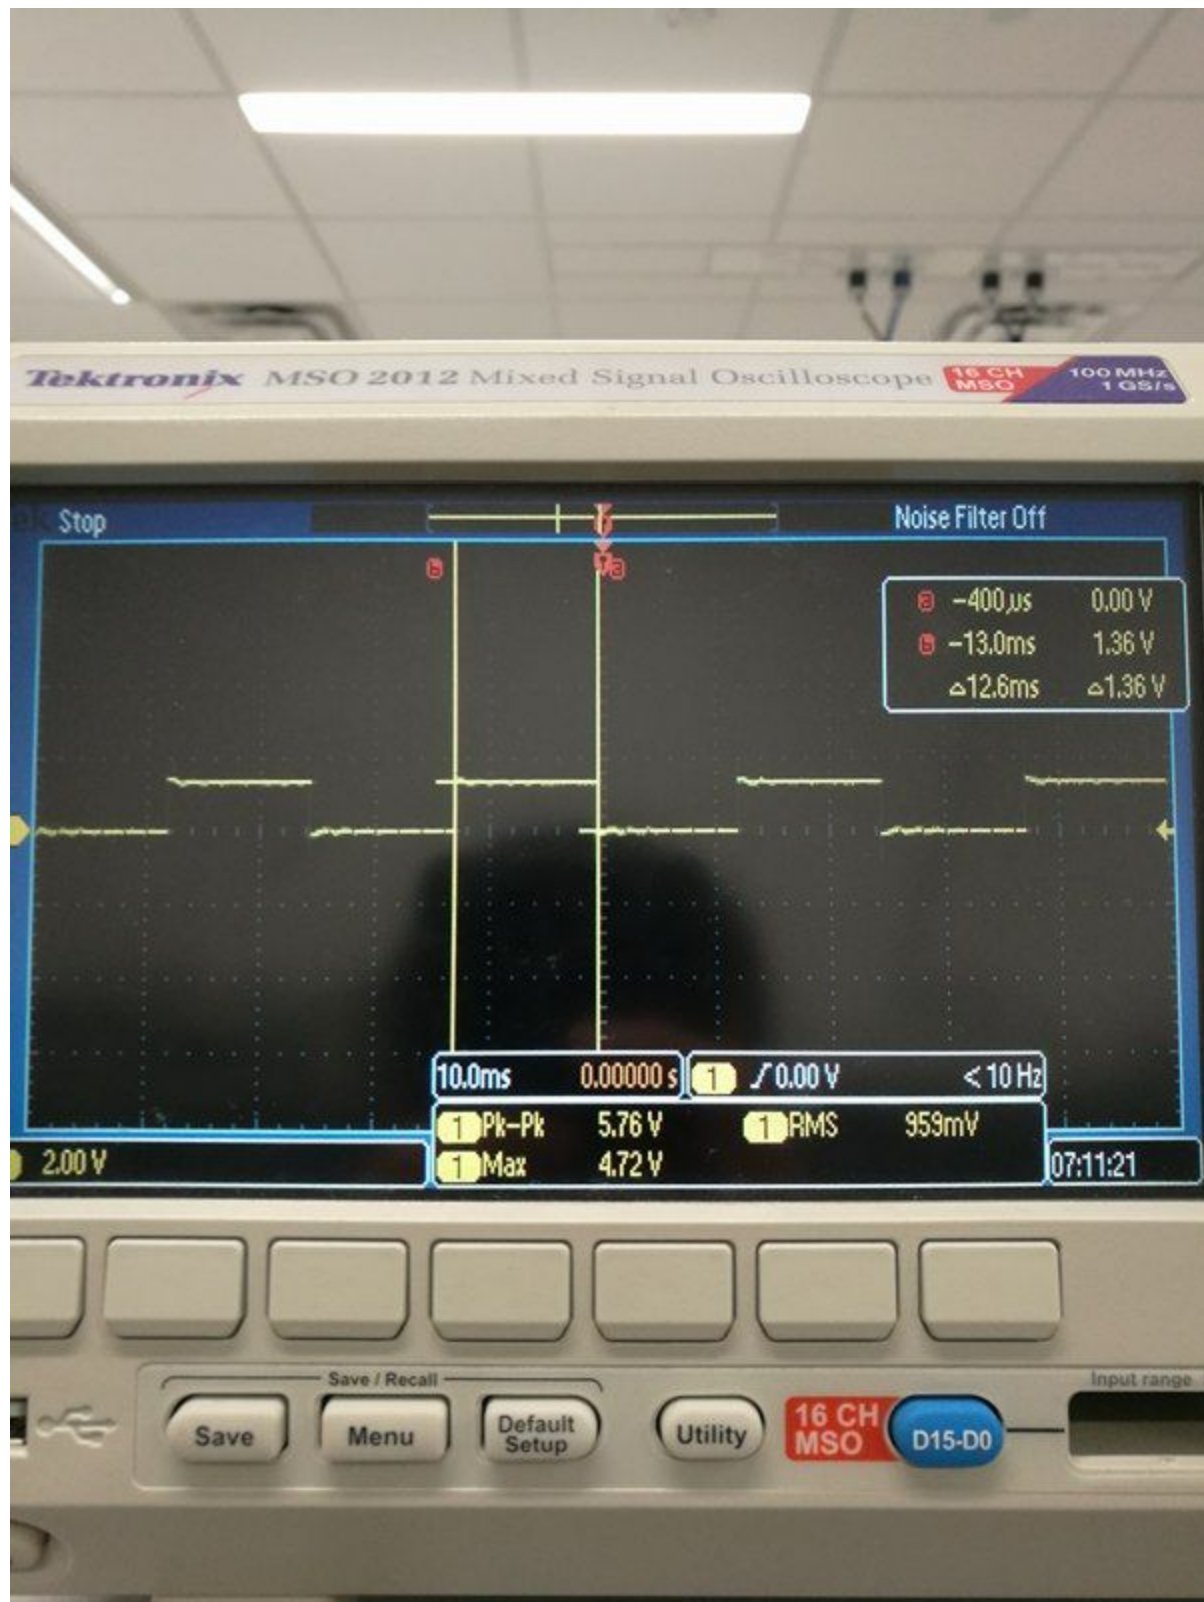 Tektronix MSO 2012 Mixed Signal Oscilloscope 16 CH MSO 100 MHz 1 GS/s
Stop Noise Filter Off
b a
a -400µs 0.00 V
b -13.0ms 1.36 V
△12.6ms △1.36 V
10.0ms 0.00000 s 1 0.00 V < 10 Hz
1 Pk-Pk 5.76 V 1 RMS 959mV
1 Max 4.72 V
2.00 V
07:11:21
Save / Recall
Input range
Save Menu Default Setup Utility 16 CH MSO D15-D0